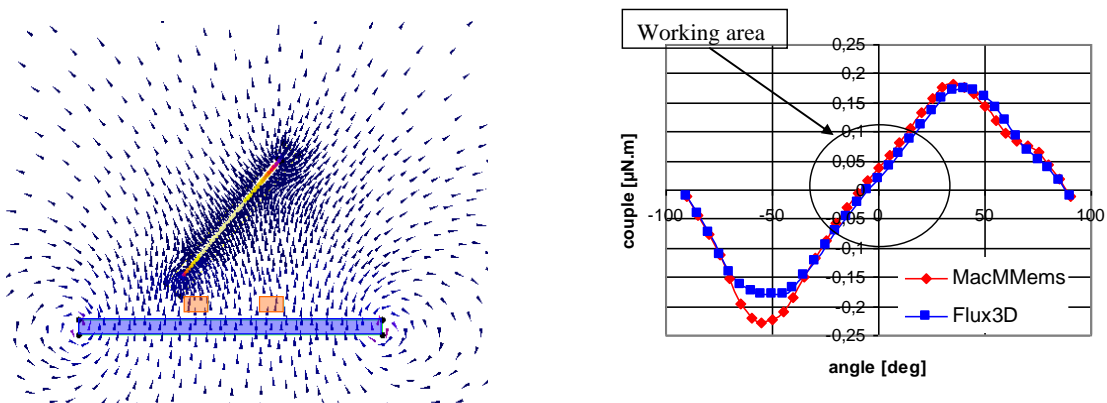 Working area
0,25
0,2
0,15
0,1
0,05
0
-0,05
-0,1
-0,15
-0,2
-0,25
-100 -50 0 50 100
couple [µN.m]
angle [deg]
MacMMems
Flux3D